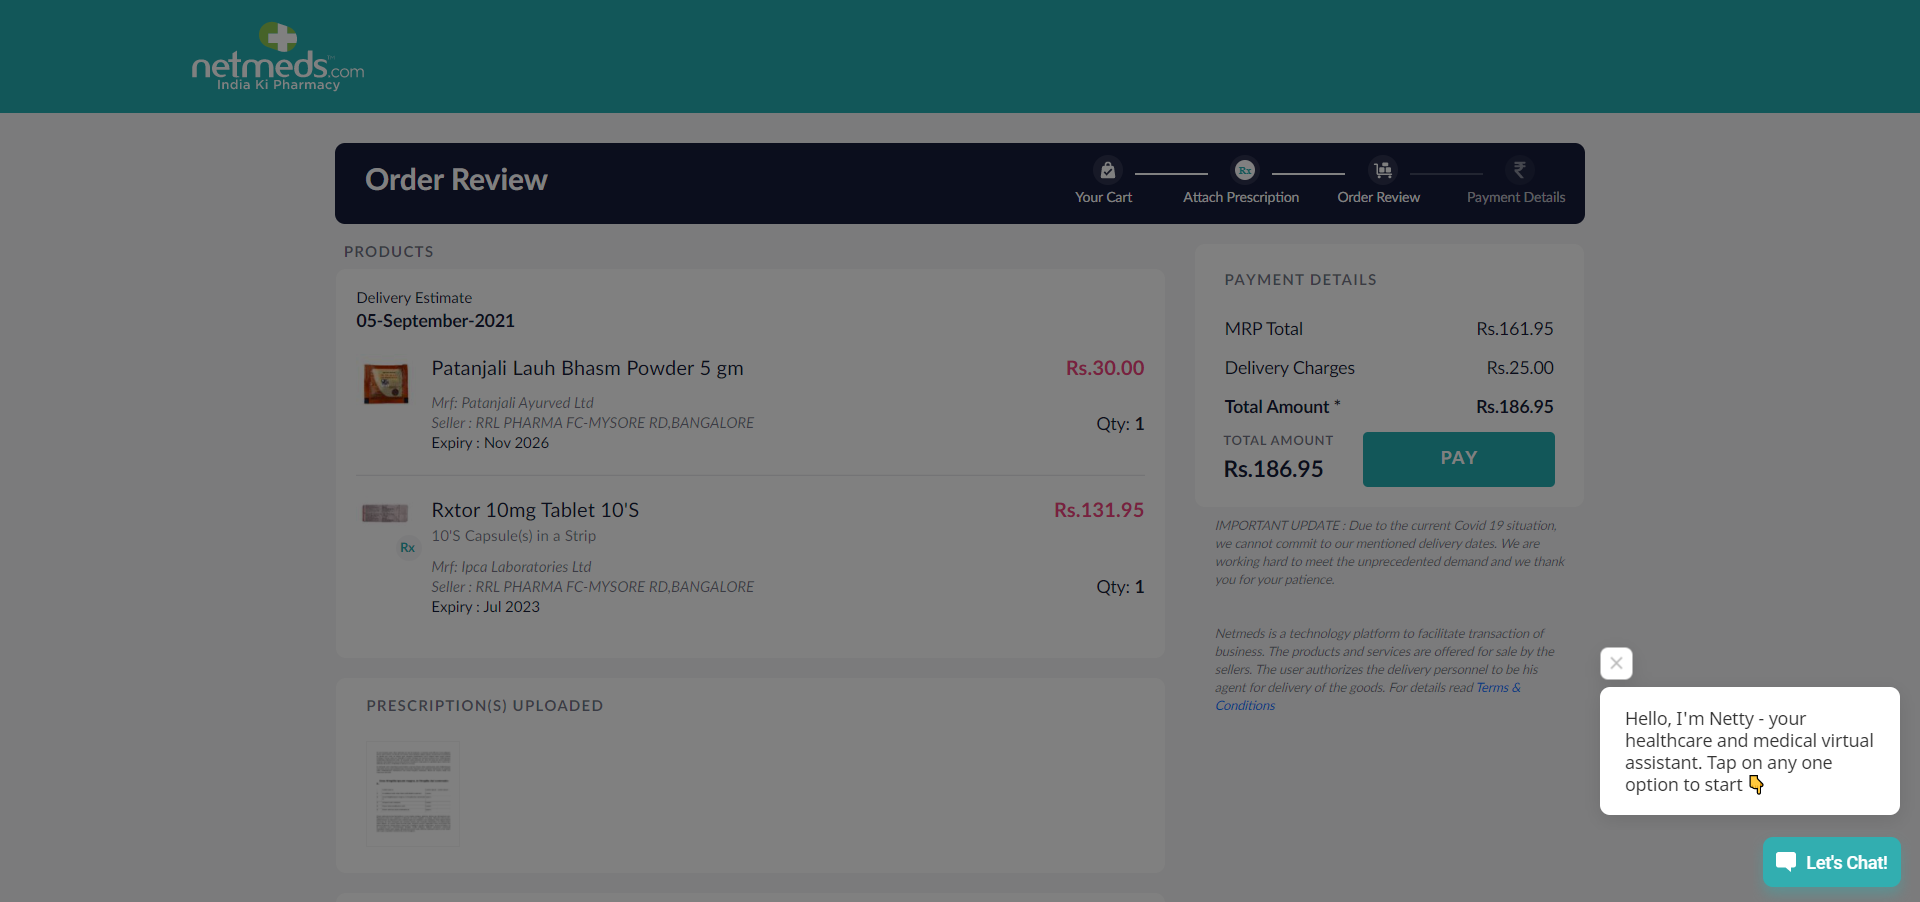 netmeds.com
India Ki Pharmacy
Order Review
Your Cart
Rx
Attach Prescription
Order Review
₹
Payment Details
PRODUCTS
Delivery Estimate
05-September-2021
Patanjali Lauh Bhasm Powder 5 gm
Rs.30.00
Mrf: Patanjali Ayurved Ltd
Seller : RRL PHARMA FC-MYSORE RD,BANGALORE
Qty: 1
Expiry : Nov 2026
Rxtor 10mg Tablet 10'S
Rs.131.95
10'S Capsule(s) in a Strip
Rx
Mrf: Ipca Laboratories Ltd
Seller : RRL PHARMA FC-MYSORE RD,BANGALORE
Qty: 1
Expiry : Jul 2023
PRESCRIPTION(S) UPLOADED
PAYMENT DETAILS
MRP Total Rs.161.95
Delivery Charges Rs.25.00
Total Amount * Rs.186.95
TOTAL AMOUNT
Rs.186.95
PAY
IMPORTANT UPDATE : Due to the current Covid 19 situation,
we cannot commit to our mentioned delivery dates. We are
working hard to meet the unprecedented demand and we thank
you for your patience.
Netmeds is a technology platform to facilitate transaction of
business. The products and services are offered for sale by the
sellers. The user authorizes the delivery personnel to be his
agent for delivery of the goods. For details read Terms &
Conditions
Hello, I'm Netty - your
healthcare and medical virtual
assistant. Tap on any one
option to start 👇
Let's Chat!